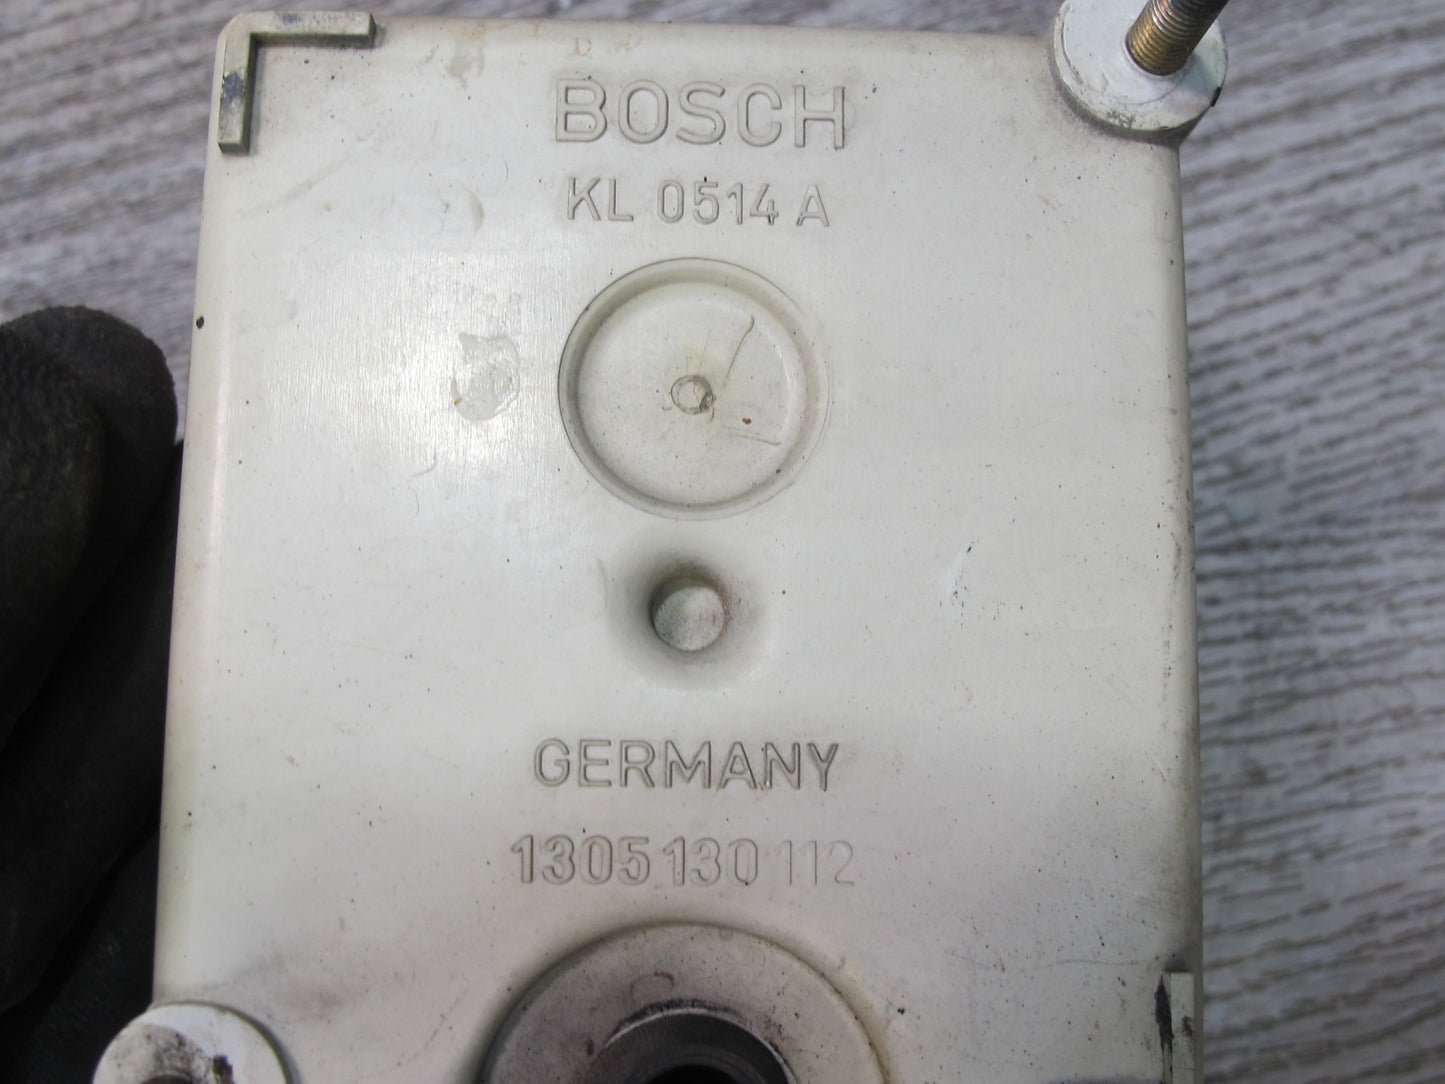 BOSCH
KL 0514 A
GERMANY
1305 130 112